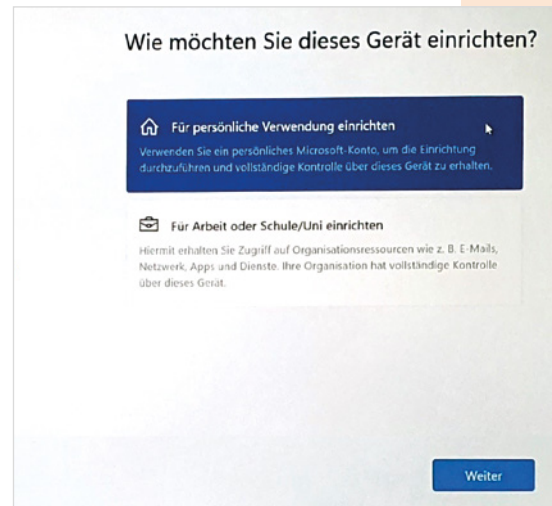 Wie möchten Sie dieses Gerät einrichten?
Für persönliche Verwendung einrichten
Verwenden Sie ein persönliches Microsoft-Konto, um die Einrichtung
durchzuführen und vollständige Kontrolle über dieses Gerät zu erhalten.
Für Arbeit oder Schule/Uni einrichten
Hiermit erhalten Sie Zugriff auf Organisationsressourcen wie z. B. E-Mails,
Netzwerk, Apps und Dienste. Ihre Organisation hat vollständige Kontrolle
über dieses Gerät.
Weiter